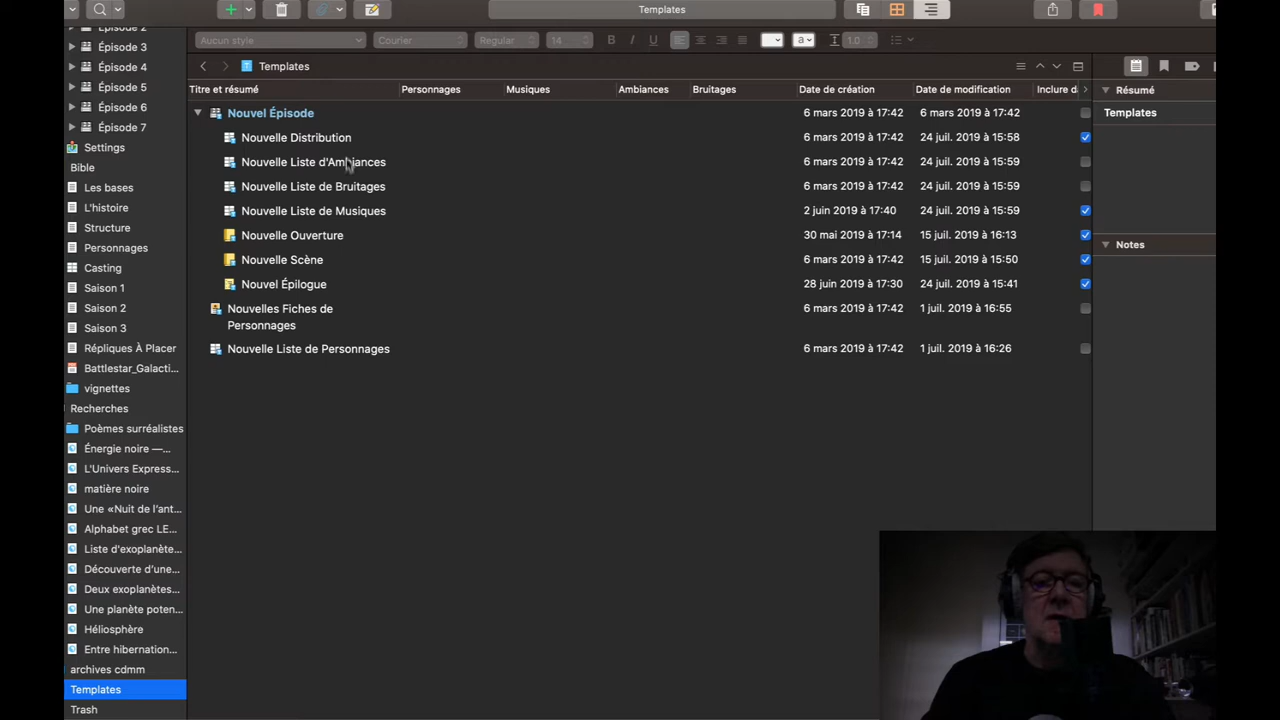 Templates
Aucun style
Courier
Regular
14
B I U
a
1.0
Templates
Titre et résumé Personnages Musiques Ambiances Bruitages Date de création Date de modification
Nouvel Épisode 6 mars 2019 à 17:42 6 mars 2019 à 17:42
Nouvelle Distribution 6 mars 2019 à 17:42 24 juil. 2019 à 15:58
Nouvelle Liste d'Ambiances 6 mars 2019 à 17:42 24 juil. 2019 à 15:59
Nouvelle Liste de Bruitages 6 mars 2019 à 17:42 24 juil. 2019 à 15:59
Nouvelle Liste de Musiques 2 juin 2019 à 17:40 24 juil. 2019 à 15:59
Nouvelle Ouverture 30 mai 2019 à 17:14 15 juil. 2019 à 16:13
Nouvelle Scène 6 mars 2019 à 17:42 15 juil. 2019 à 15:50
Nouvel Épilogue 28 juin 2019 à 17:30 24 juil. 2019 à 15:41
Nouvelles Fiches de 6 mars 2019 à 17:42 1 juil. 2019 à 16:55
Personnages
Nouvelle Liste de Personnages 6 mars 2019 à 17:42 1 juil. 2019 à 16:26
Inclure da
Épisode 3
Épisode 4
Épisode 5
Épisode 6
Épisode 7
Settings
Bible
Les bases
L'histoire
Structure
Personnages
Casting
Saison 1
Saison 2
Saison 3
Répliques À Placer
Battlestar_Galacti...
vignettes
Recherches
Poèmes surréalistes
Énergie noire —...
L'Univers Express...
matière noire
Une «Nuit de l'ant...
Alphabet grec LE...
Liste d'exoplanète...
Découverte d'une...
Deux exoplanètes...
Une planète poten...
Héliosphère
Entre hibernation...
archives cdmm
Templates
Trash
Résumé
Templates
Notes